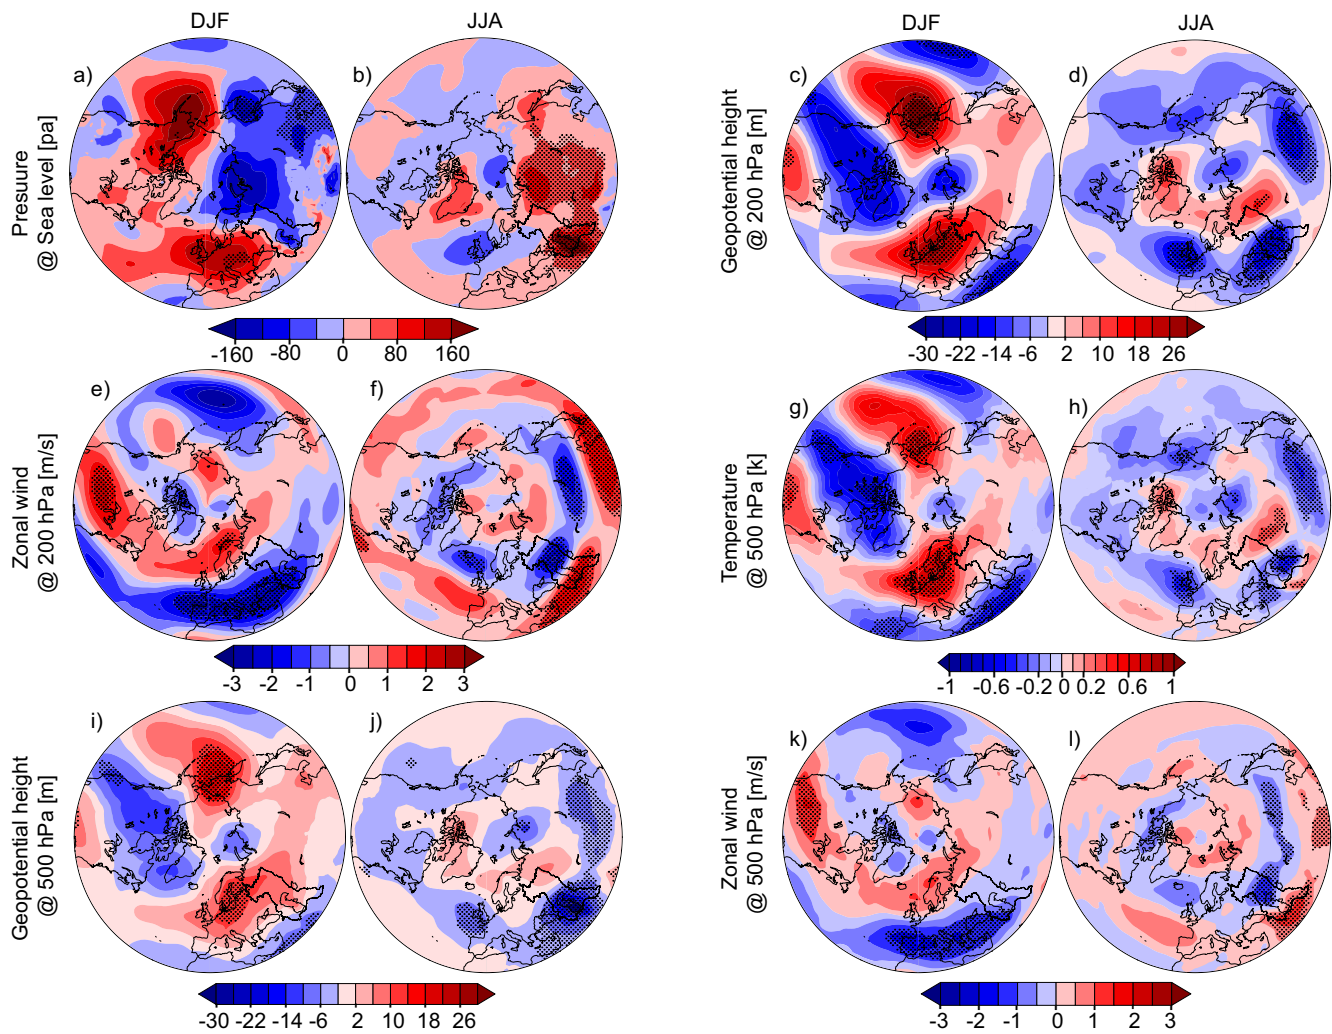 DJF
JJA
DJF
JJA
a)
b)
c)
d)
Presuure
@ Sea level [pa]
Geopotential height
@ 200 hPa [m]
-160
-80
0
80
160
-30
-22
-14
-6
2
10
18
26
e)
f)
g)
h)
Zonal wind
@ 200 hPa [m/s]
Temperature
@ 500 hPa [k]
-3
-2
-1
0
1
2
3
-1
-0.6
-0.2
0
0.2
0.6
1
i)
j)
k)
l)
Geopotential height
@ 500 hPa [m]
Zonal wind
@ 500 hPa [m/s]
-30
-22
-14
-6
2
10
18
26
-3
-2
-1
0
1
2
3